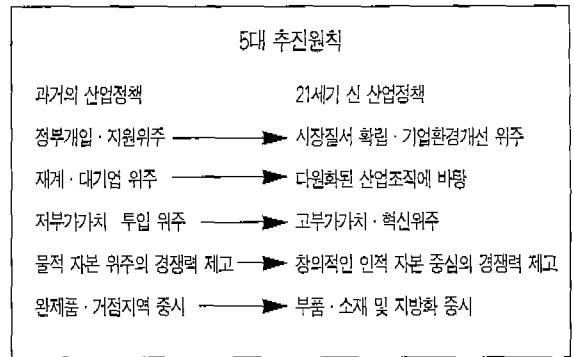 5대 추진원칙
과거의 산업정책 21세기 신 산업정책
정부개입·지원위주 시장질서 확립·기업환경개선 위주
재계·대기업 위주 다원화된 산업조직에 바탕
저부가가치 투입 위주 고부가가치·혁신위주
물적 자본 위주의 경쟁력 제고 창의적인 인적 자본 중심의 경쟁력 제고
완제품·거점지역 중시 부품·소재 및 지방화 중시